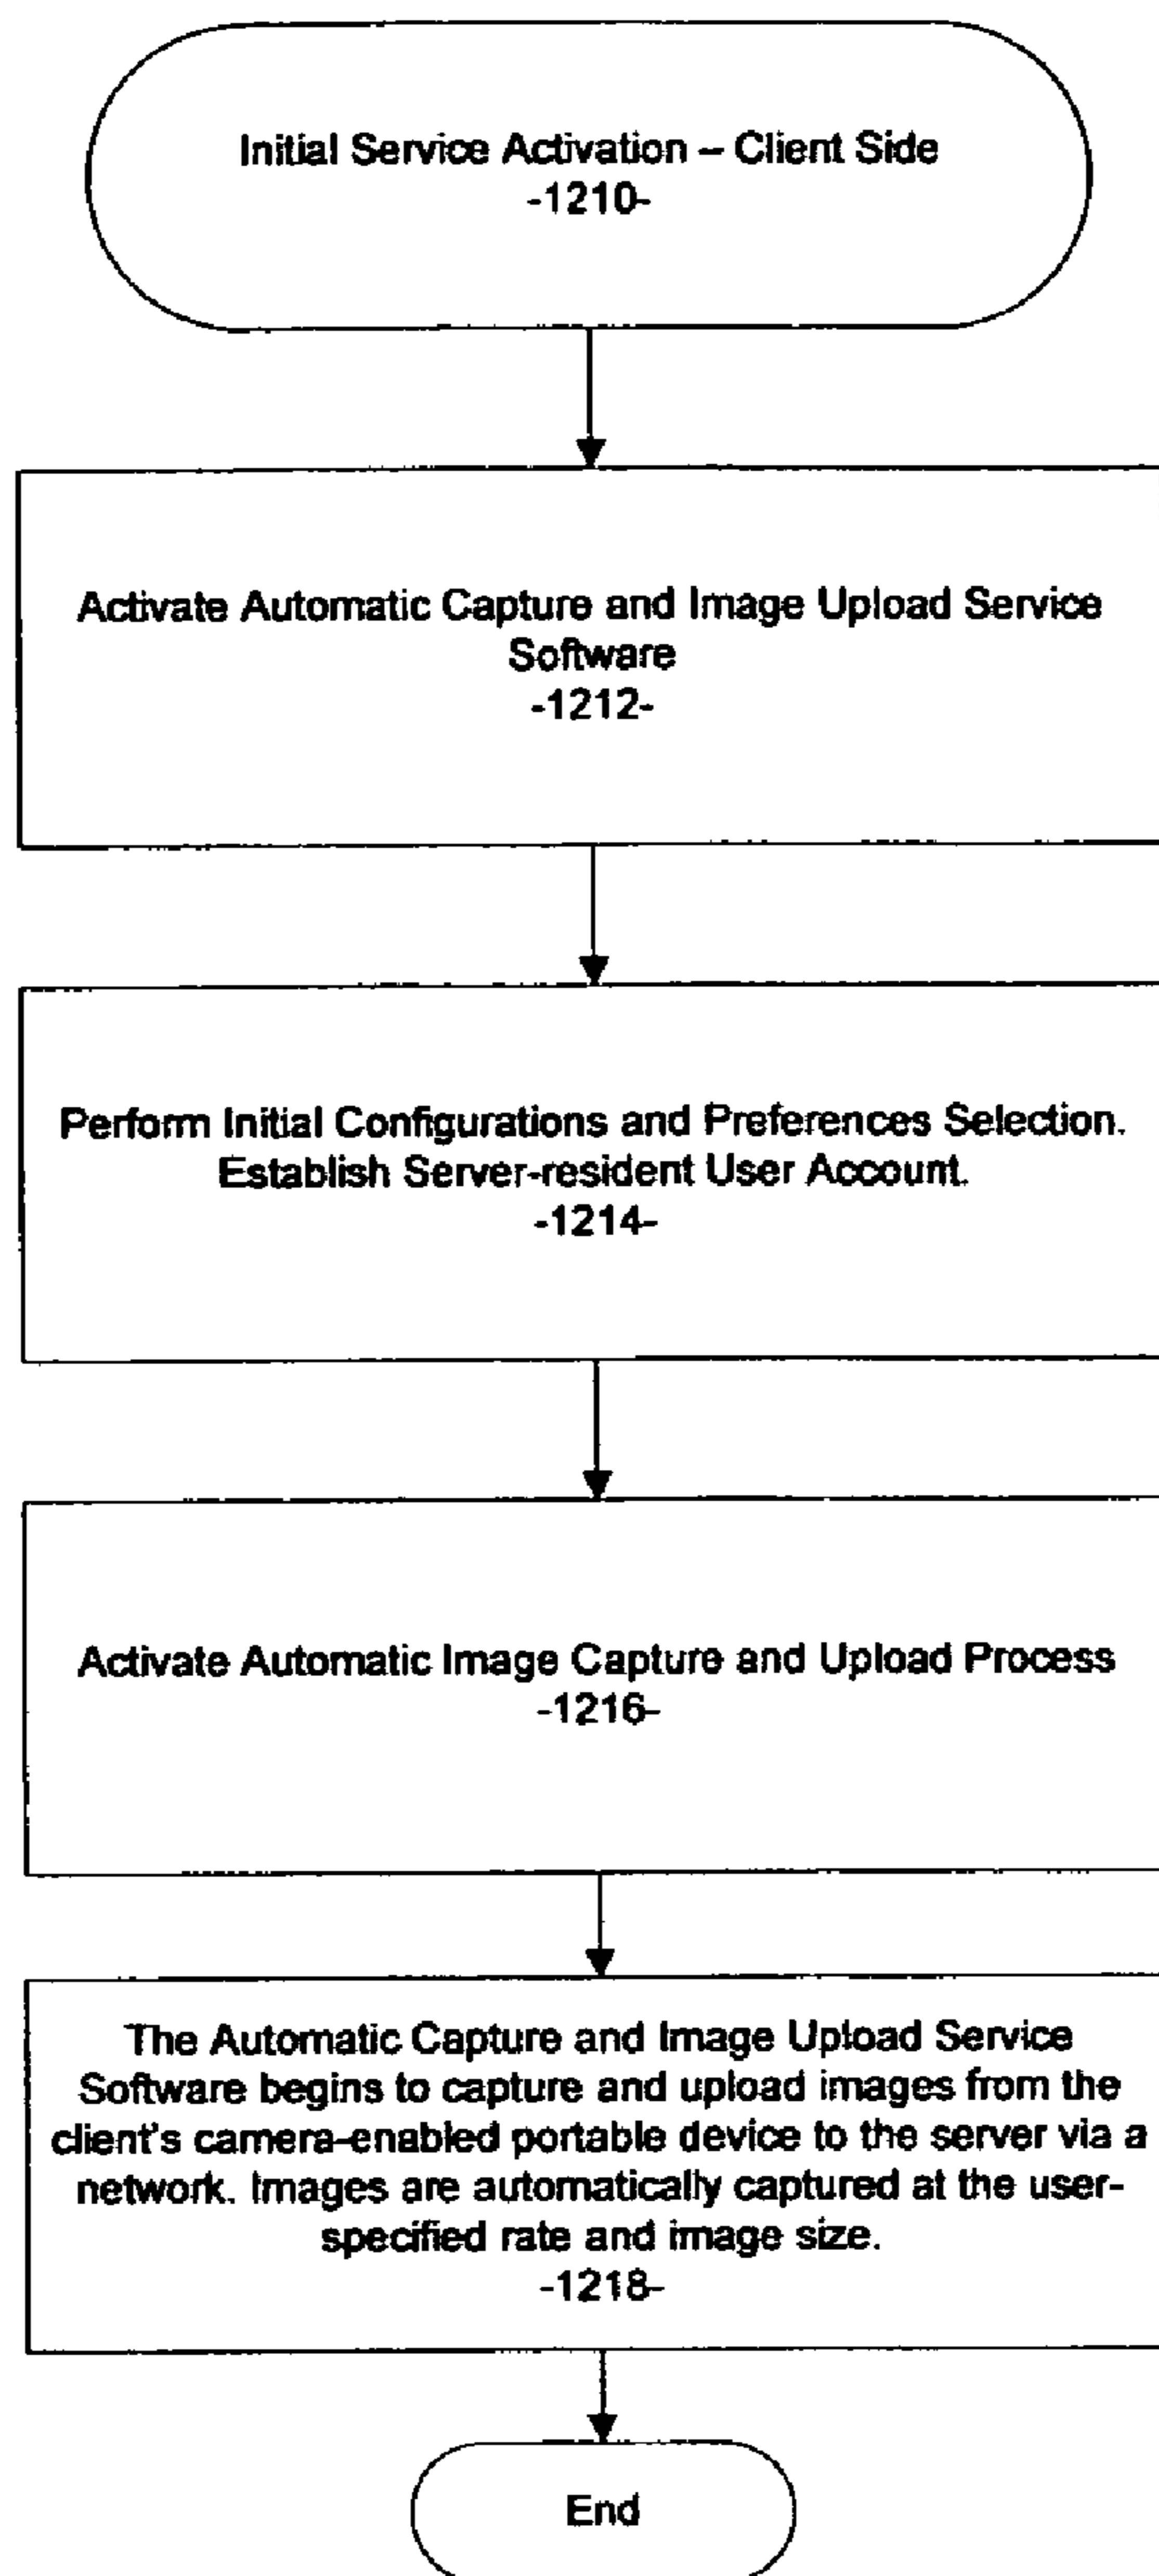 Initial Service Activation – Client Side
-1210-
Activate Automatic Capture and Image Upload Service
Software
-1212-
Perform Initial Configurations and Preferences Selection.
Establish Server-resident User Account.
-1214-
Activate Automatic Image Capture and Upload Process
-1216-
The Automatic Capture and Image Upload Service
Software begins to capture and upload images from the
client's camera-enabled portable device to the server via a
network. Images are automatically captured at the user-
specified rate and image size.
-1218-
End